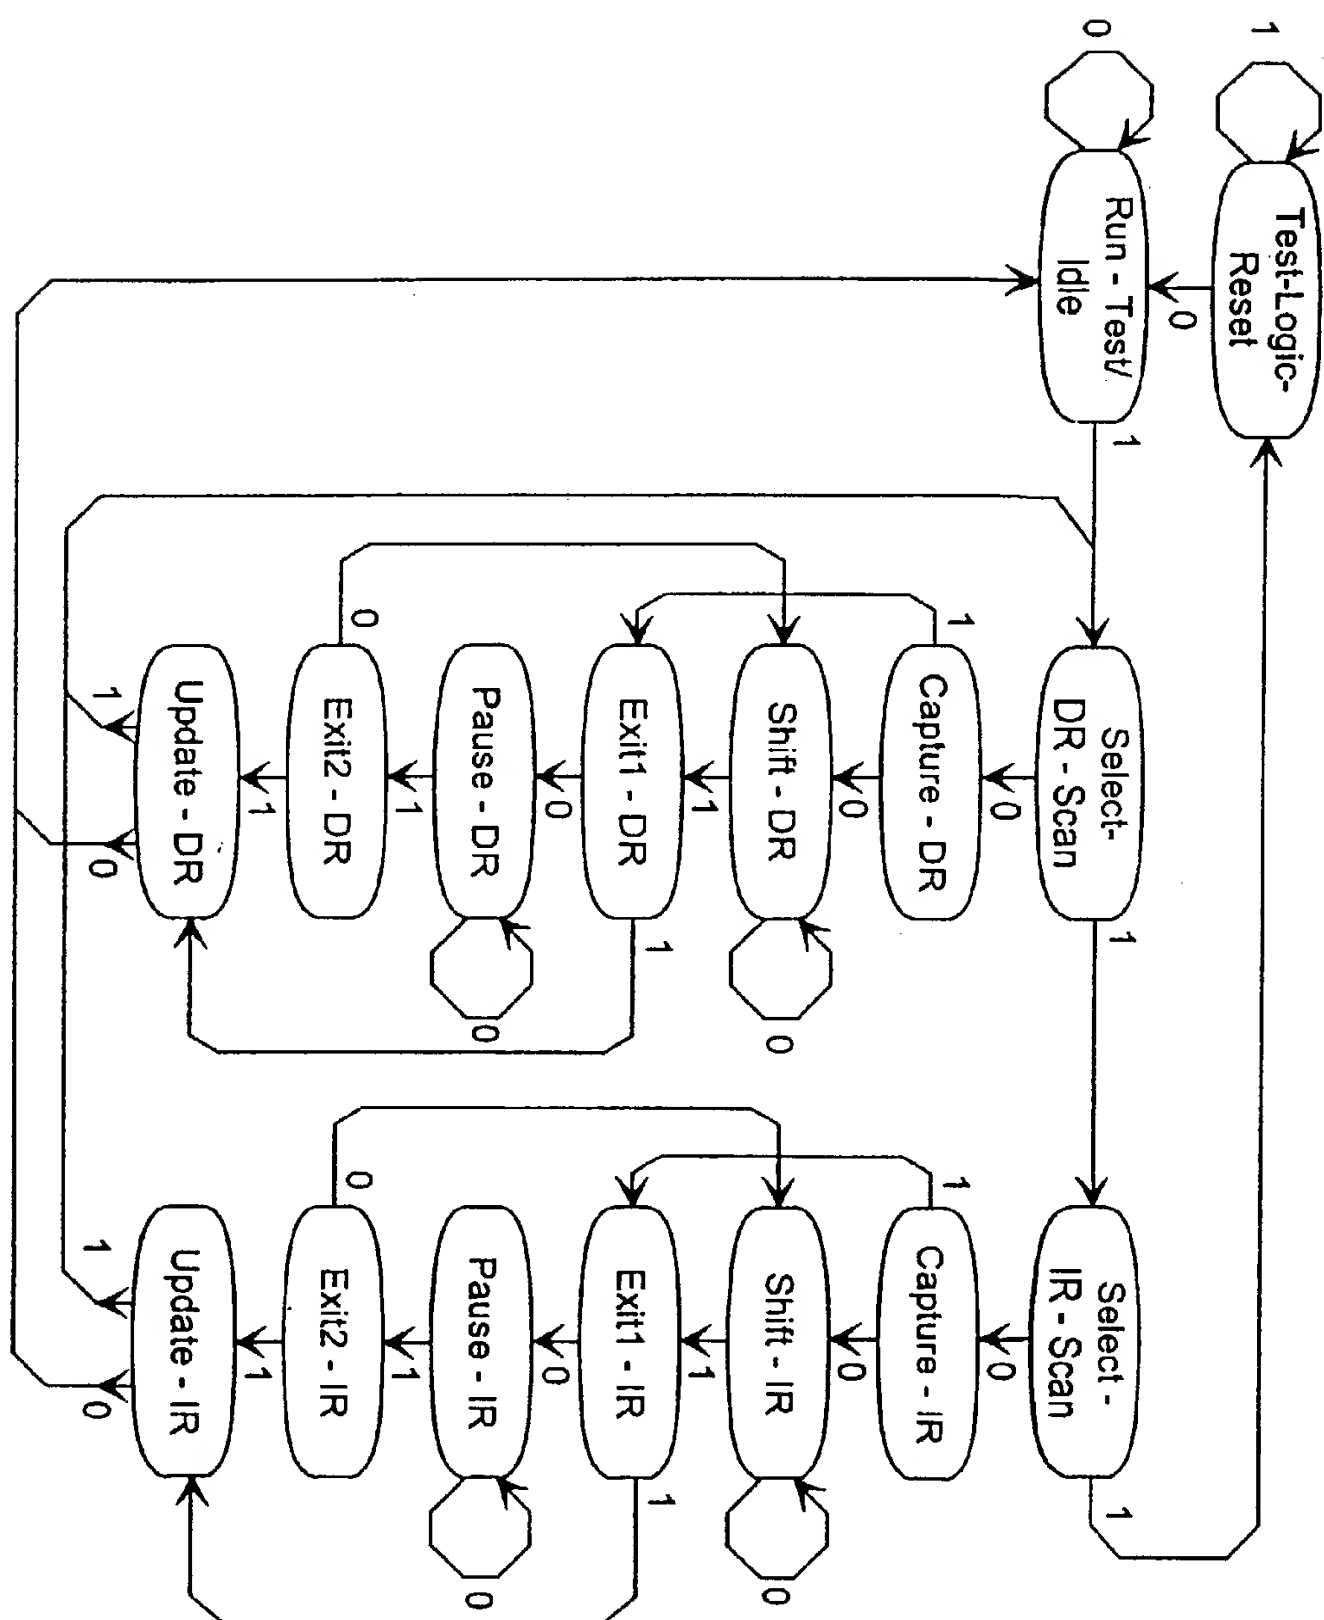 1
Test-Logic-
Reset
0
0
Run - Test/
Idle
1
Select-
DR - Scan
1
Select -
IR - Scan
1
0
0
1
Capture - DR
1
Capture - IR
0
0
Shift - DR
0
Shift - IR
0
1
1
Exit1 - DR
1
Exit1 - IR
1
0
0
Pause - DR
0
Pause - IR
0
1
1
0
Exit2 - DR
0
Exit2 - IR
1
1
Update - DR
Update - IR
1
0
1
0